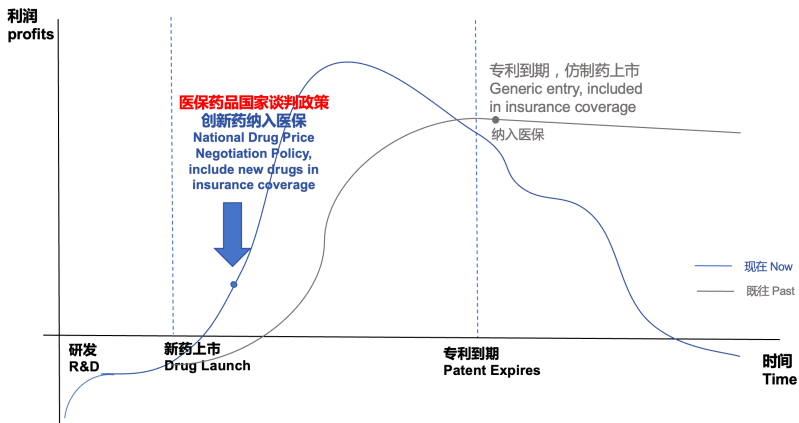 利润
profits
医保药品国家谈判政策
创新药纳入医保
National Drug Price
Negotiation Policy,
include new drugs in
insurance coverage
专利到期，仿制药上市
Generic entry, included
in insurance coverage
纳入医保
现在 Now
既往 Past
研发
R&D
新药上市
Drug Launch
专利到期
Patent Expires
时间
Time